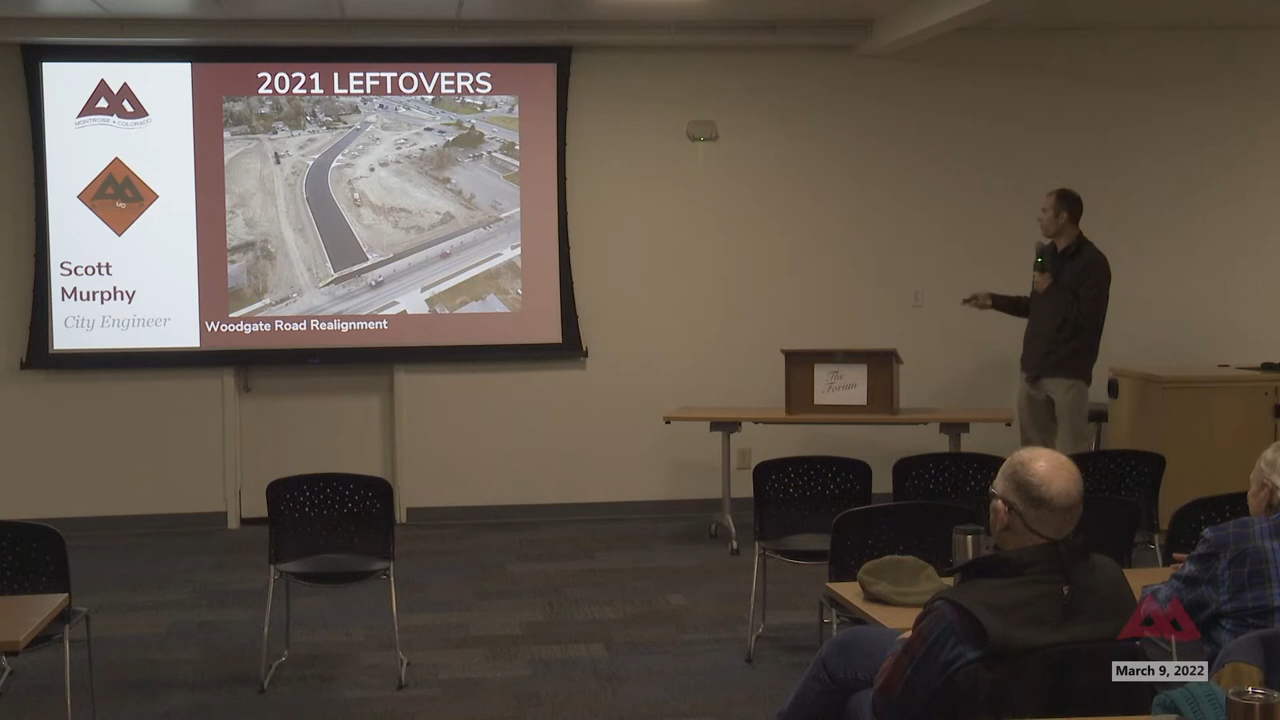 2021 LEFTOVERS
MONTROSE • COLORADO
Scott
Murphy
City Engineer
Woodgate Road Realignment
The
Forum
March 9, 2022